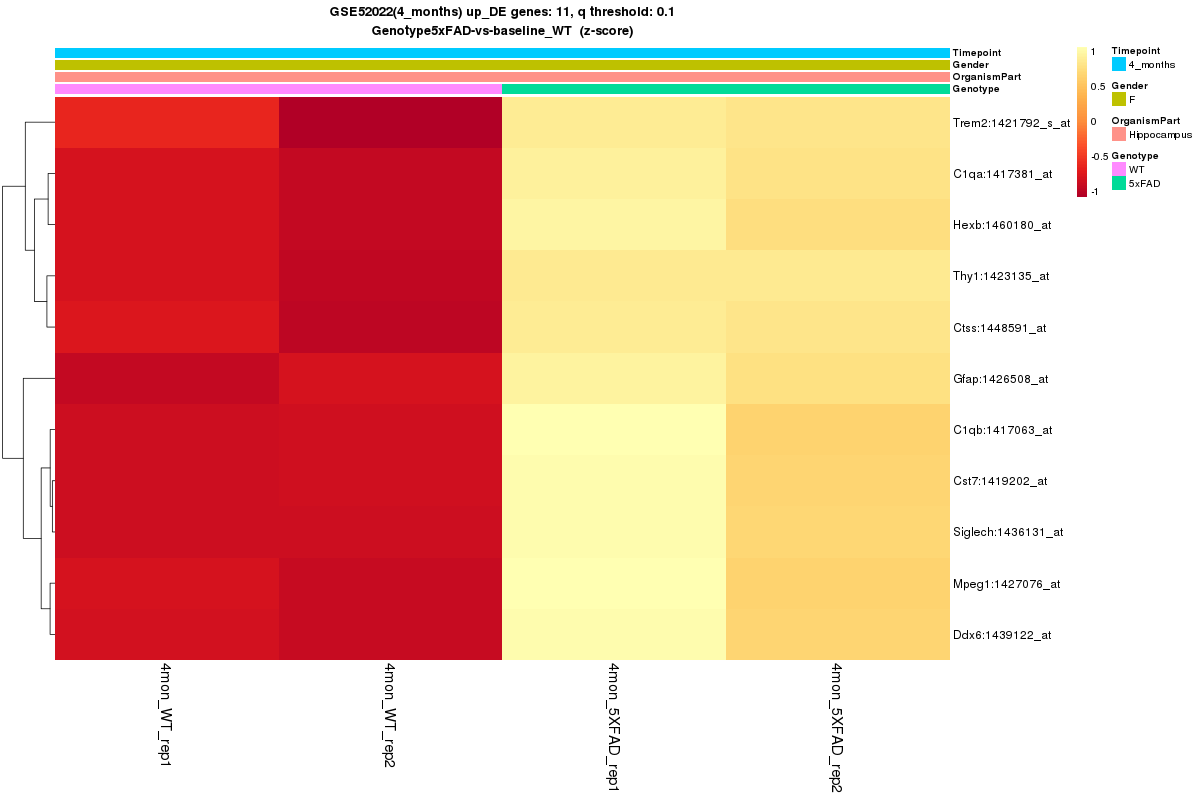 GSE52022(4_months) up_DE genes: 11, q threshold: 0.1
Genotype5xFAD-vs-baseline_WT (z-score)
Timepoint
Gender
OrganismPart
Genotype
Trem2:1421792_s_at
C1qa:1417381_at
Hexb:1460180_at
Thy1:1423135_at
Ctss:1448591_at
Gfap:1426508_at
C1qb:1417063_at
Cst7:1419202_at
Siglech:1436131_at
Mpeg1:1427076_at
Ddx6:1439122_at
4mon_WT_rep1
4mon_WT_rep2
4mon_5XFAD_rep1
4mon_5XFAD_rep2
1
0.5
0
-0.5
-1
Timepoint
4_months
Gender
F
OrganismPart
Hippocampus
Genotype
WT
5xFAD